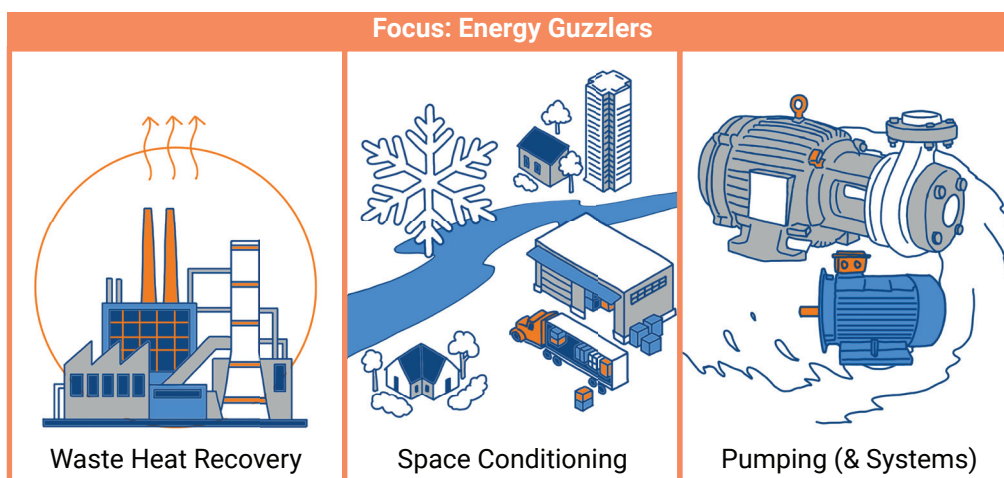 Focus: Energy Guzzlers
Waste Heat Recovery
Space Conditioning
Pumping (& Systems)